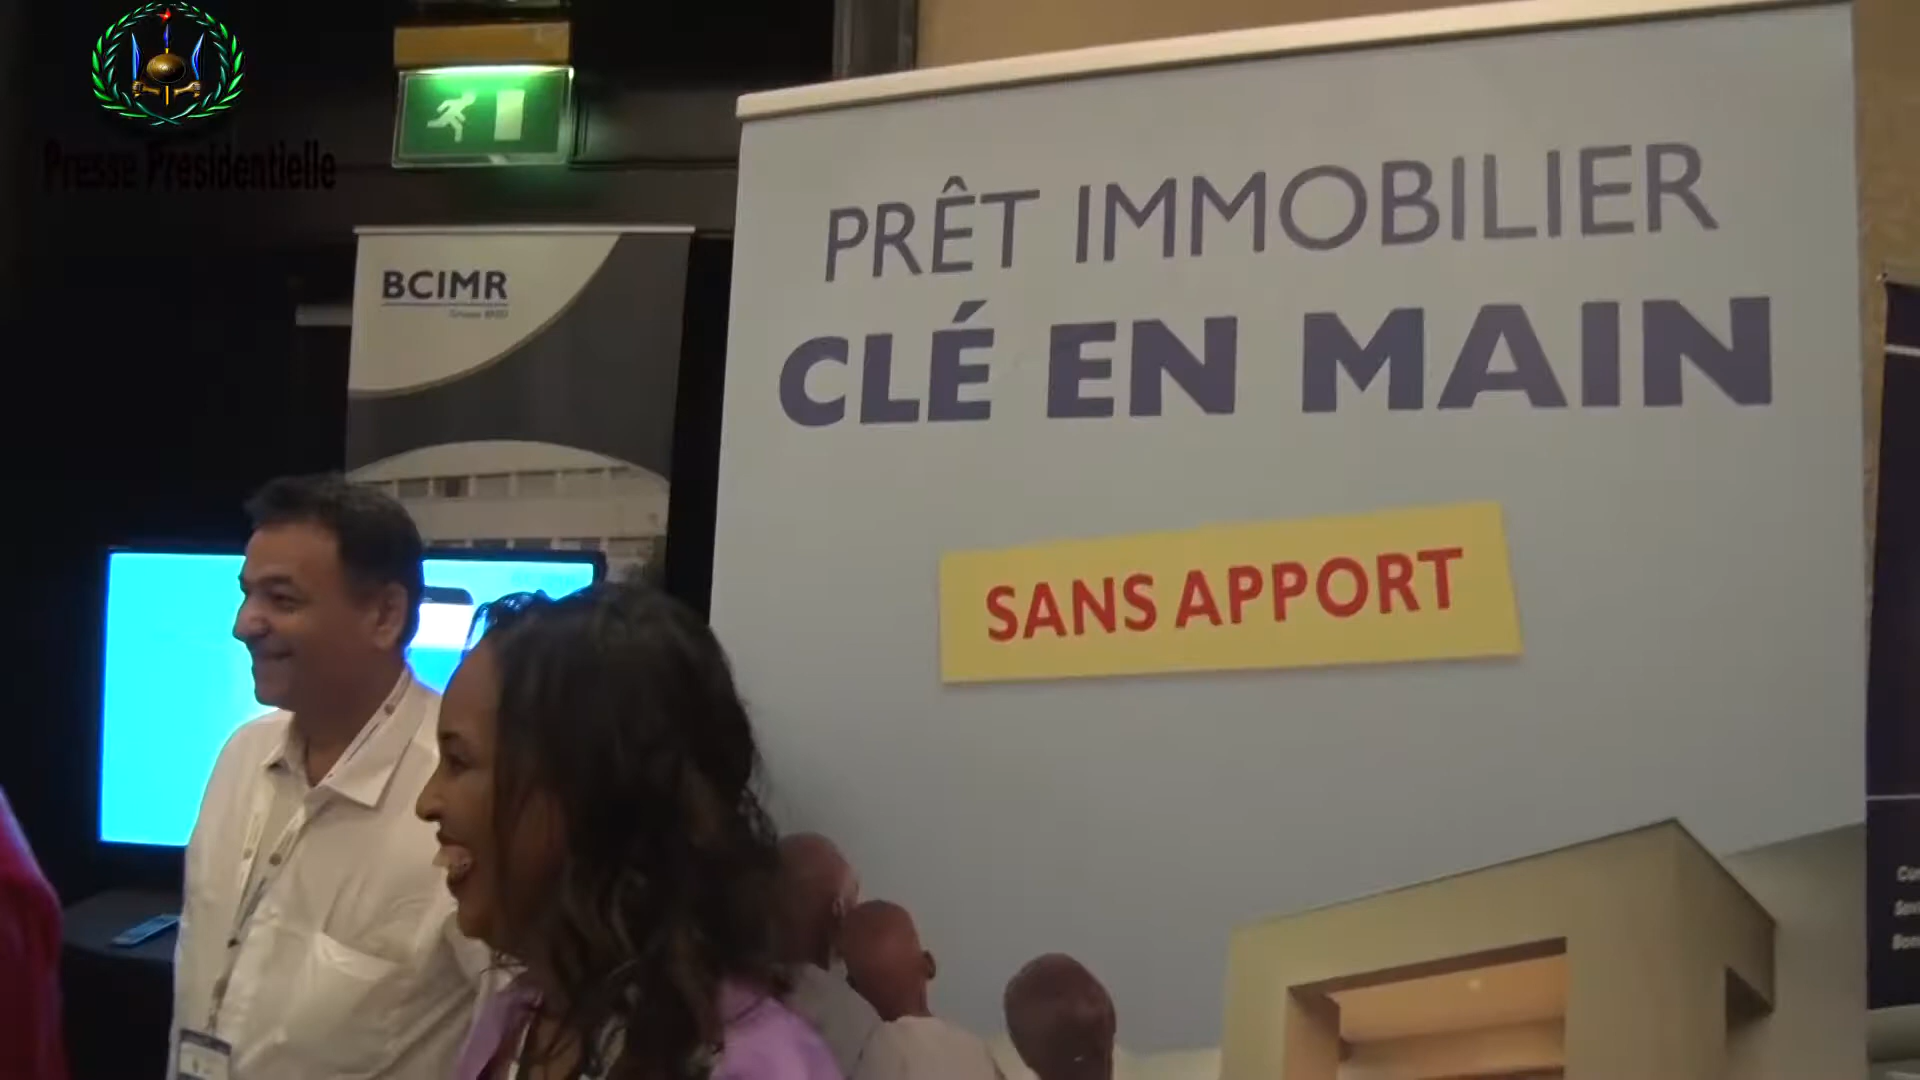 Presse Presidentielle
BCIMR
PRÊT IMMOBILIER
CLÉ EN MAIN
SANS APPORT